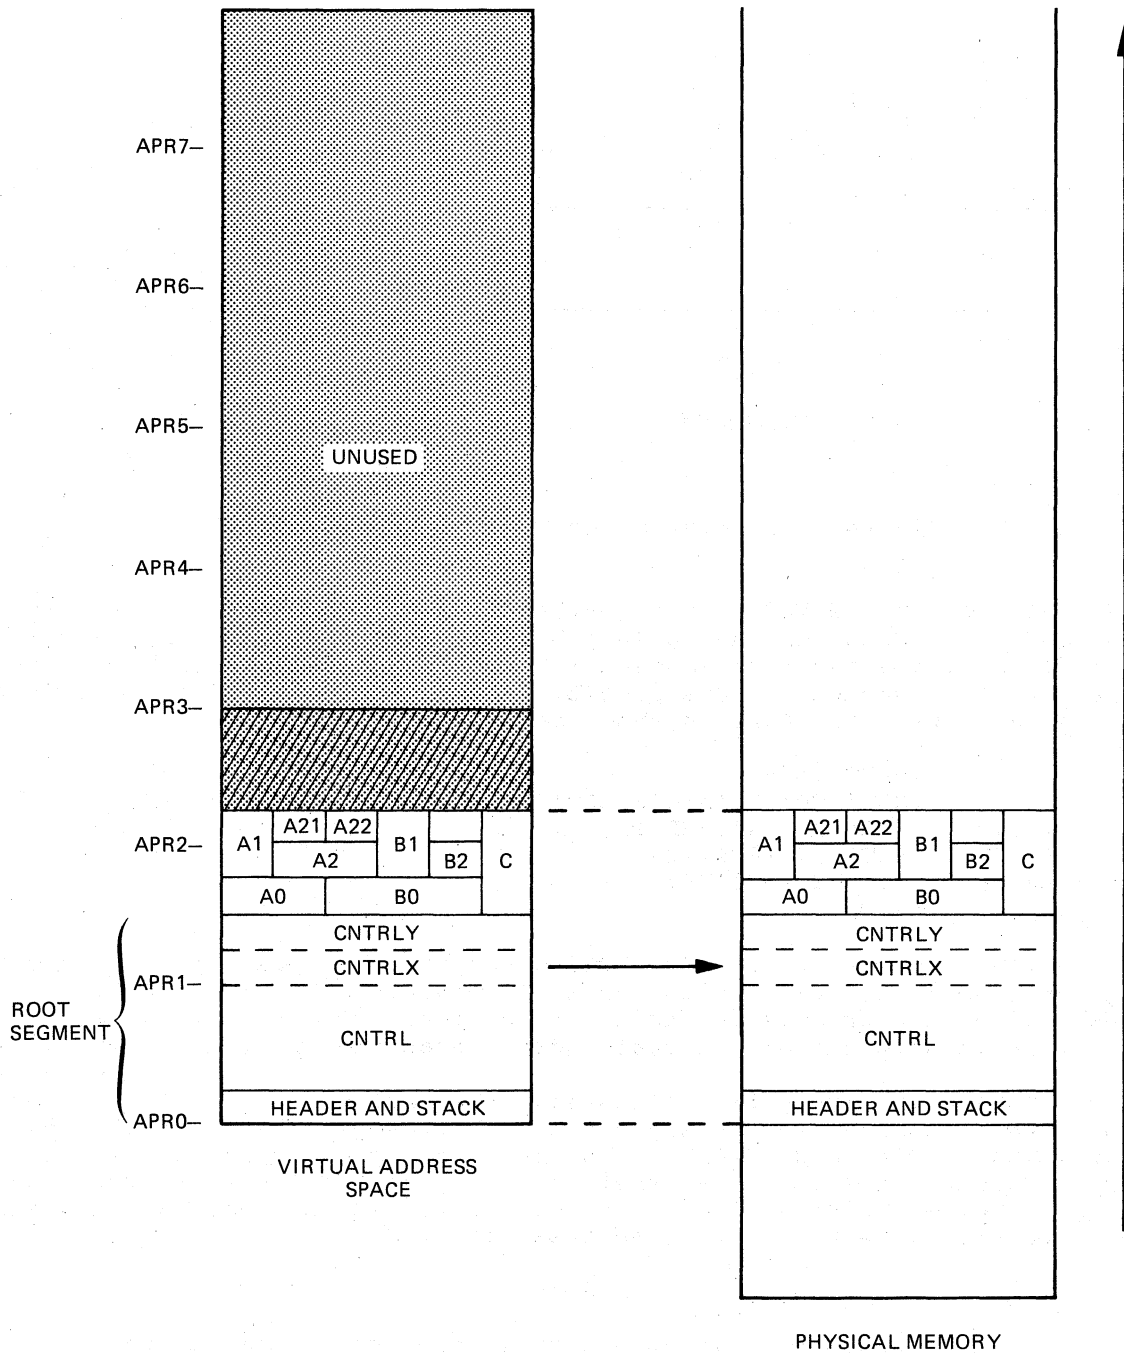 APR7–
APR6–
APR5–
UNUSED
APR4–
APR3–
A21 A22
A1 B1
APR2–
A2 B2 C
A0 B0
CNTRLY
CNTRLX
APR1–
ROOT
SEGMENT
CNTRL
HEADER AND STACK
APR0–
VIRTUAL ADDRESS
SPACE
A21 A22
A1 B1
A2 B2 C
A0 B0
CNTRLY
CNTRLX
CNTRL
HEADER AND STACK
PHYSICAL MEMORY